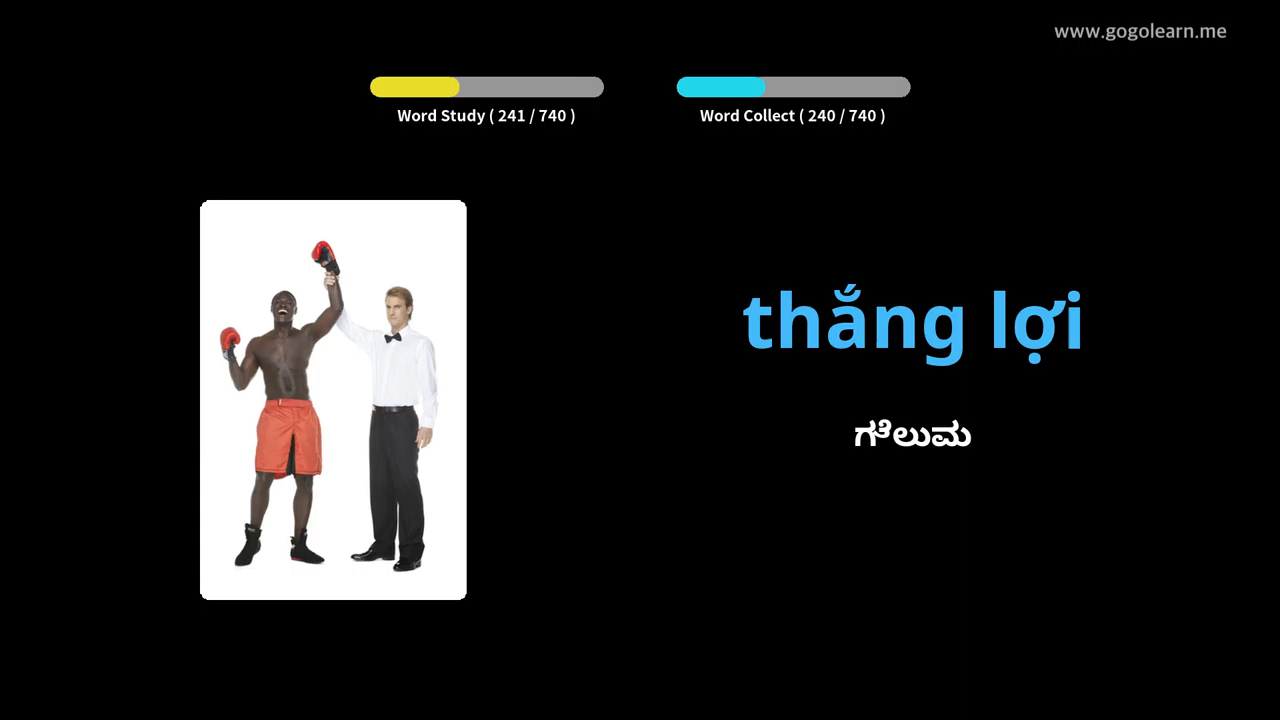 www.gogolearn.me
Word Study ( 241 / 740 )
Word Collect ( 240 / 740 )
thắng lợi
ಗೆಲುವು